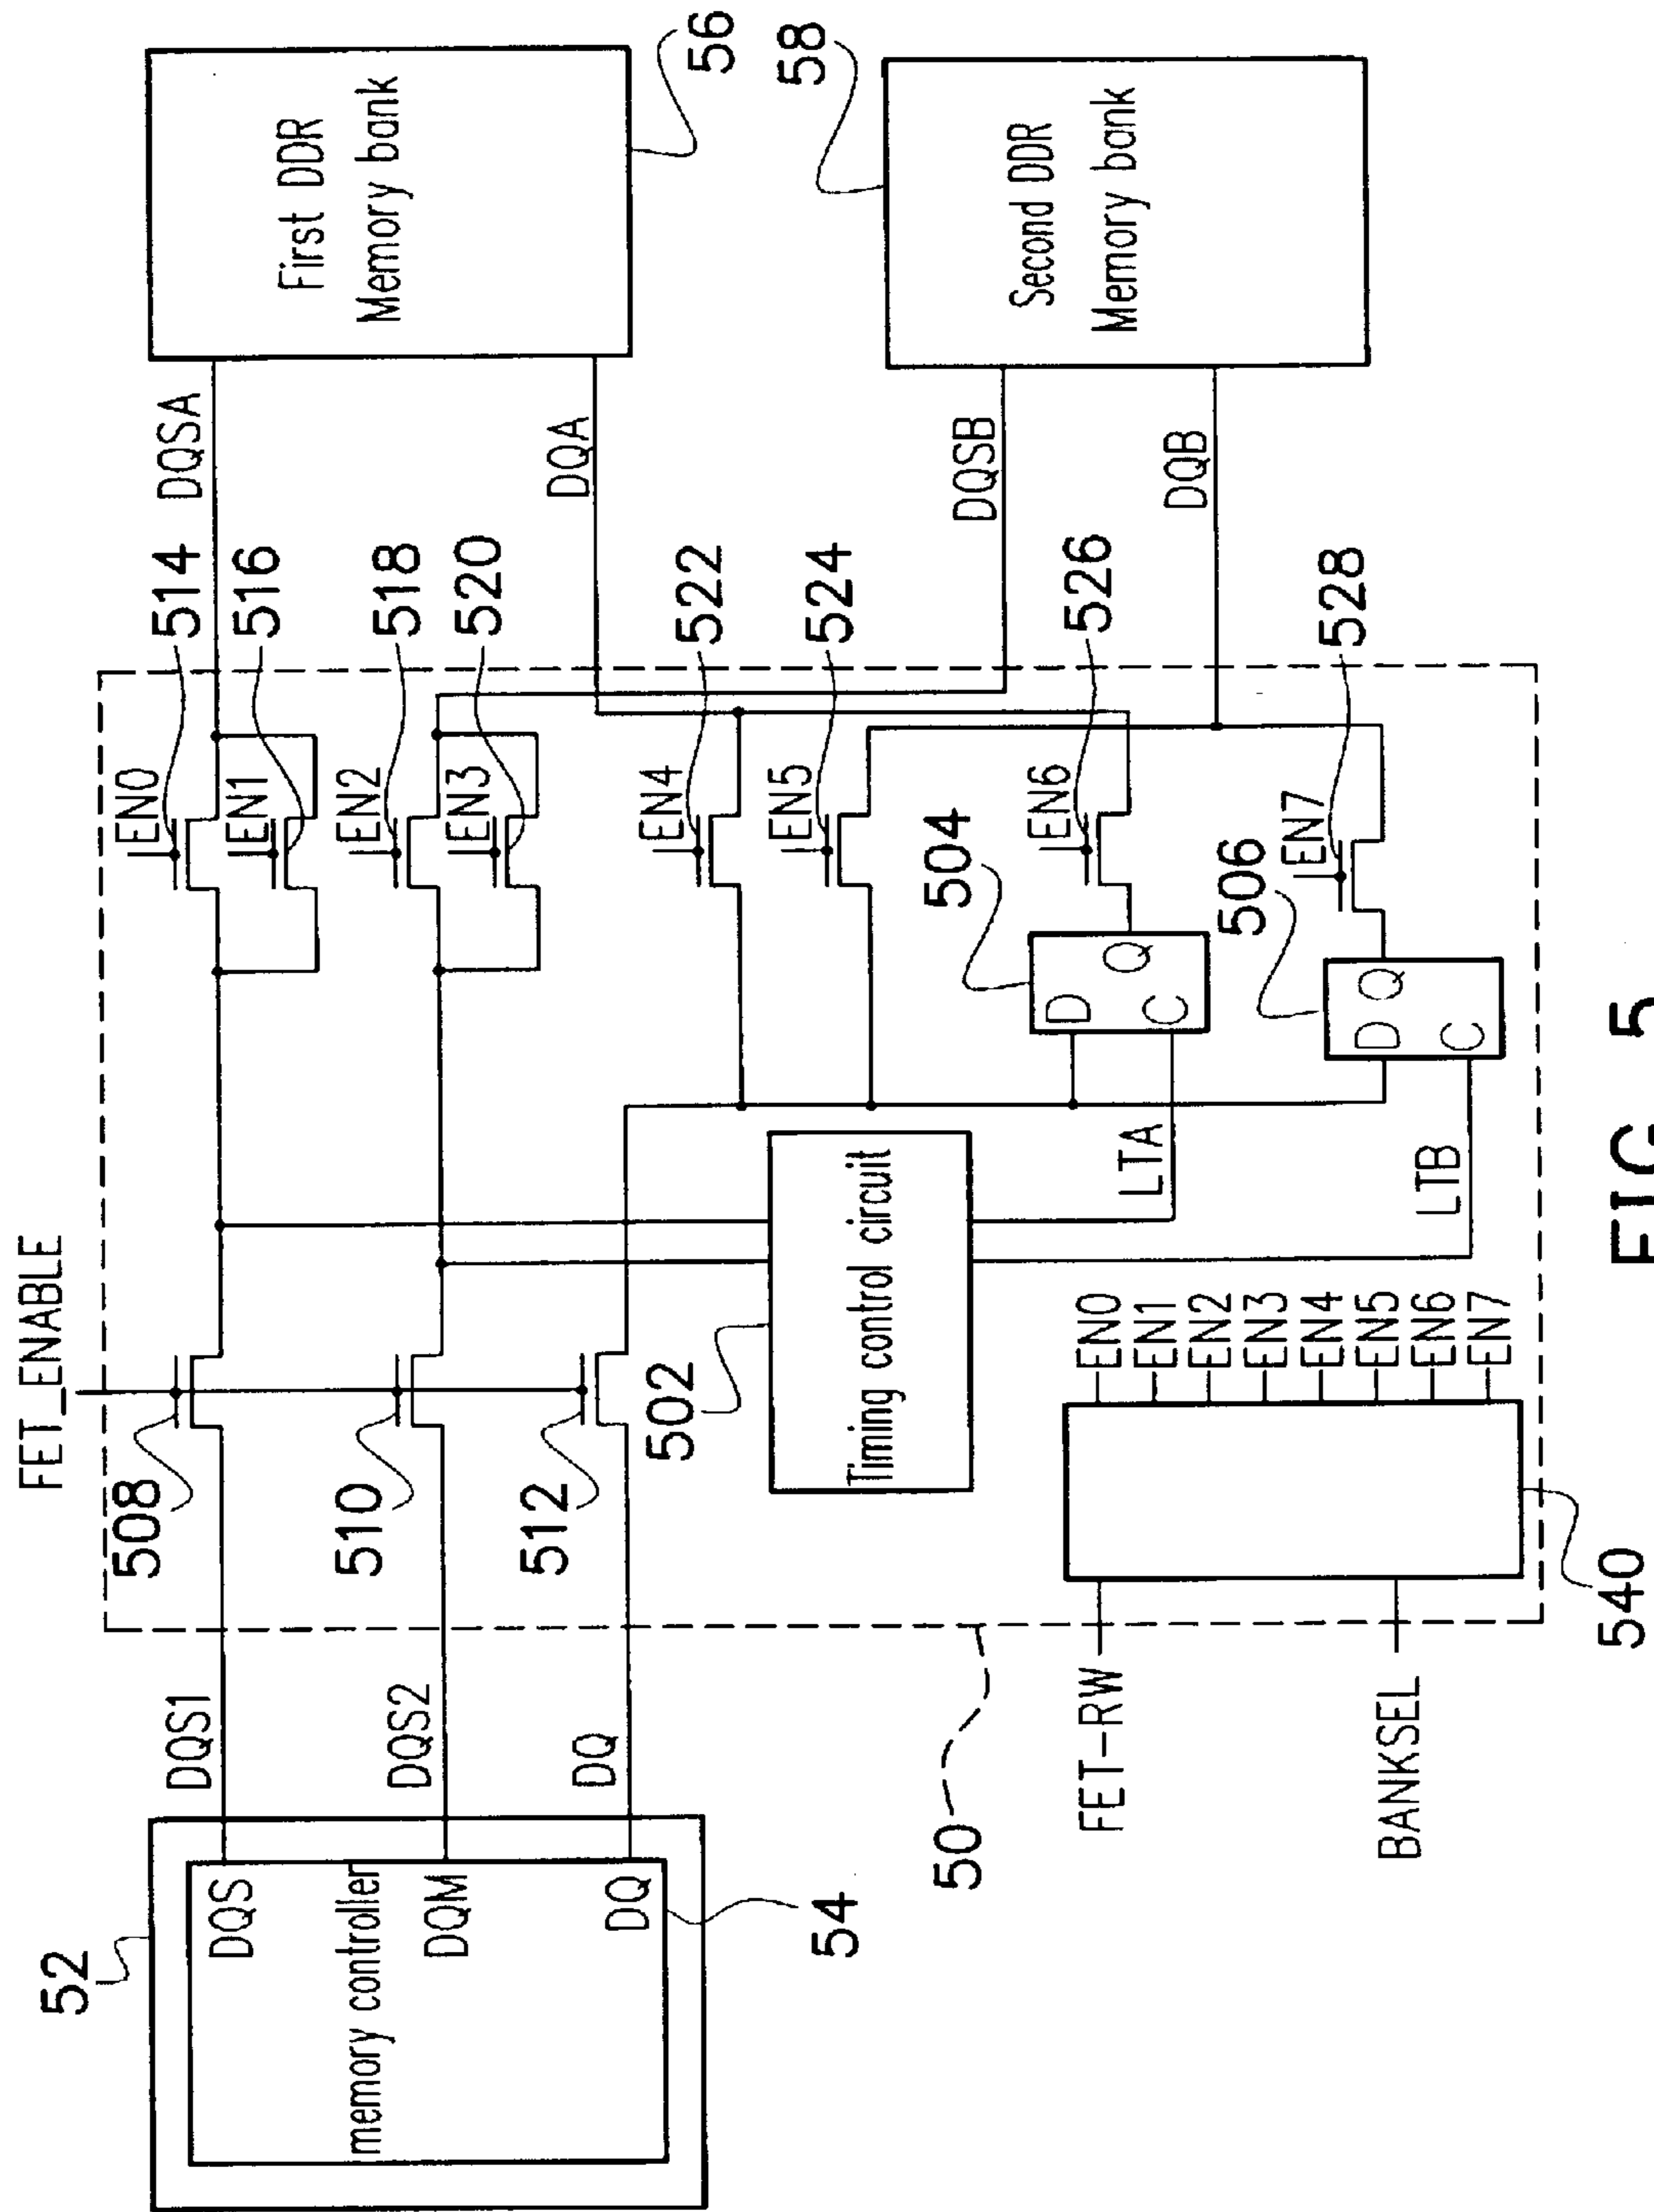 FET_ENABLE
52
DQS
memory controller
DQM
DQ
54
DQS1
DQS2
DQ
508
510
512
502
Timing control circuit
EN0
EN1
EN2
EN3
EN4
EN5
EN6
EN7
514
516
518
520
522
524
526
528
504
D
Q
C
506
D Q
C
EN7
LTA
LTB
DQSA
DQA
DQSB
DQB
First DDR
Memory bank
56
Second DDR
Memory bank
58
50
FET-RW
BANKSEL
EN0
EN1
EN2
EN3
EN4
EN5
EN6
540
FIG. 5